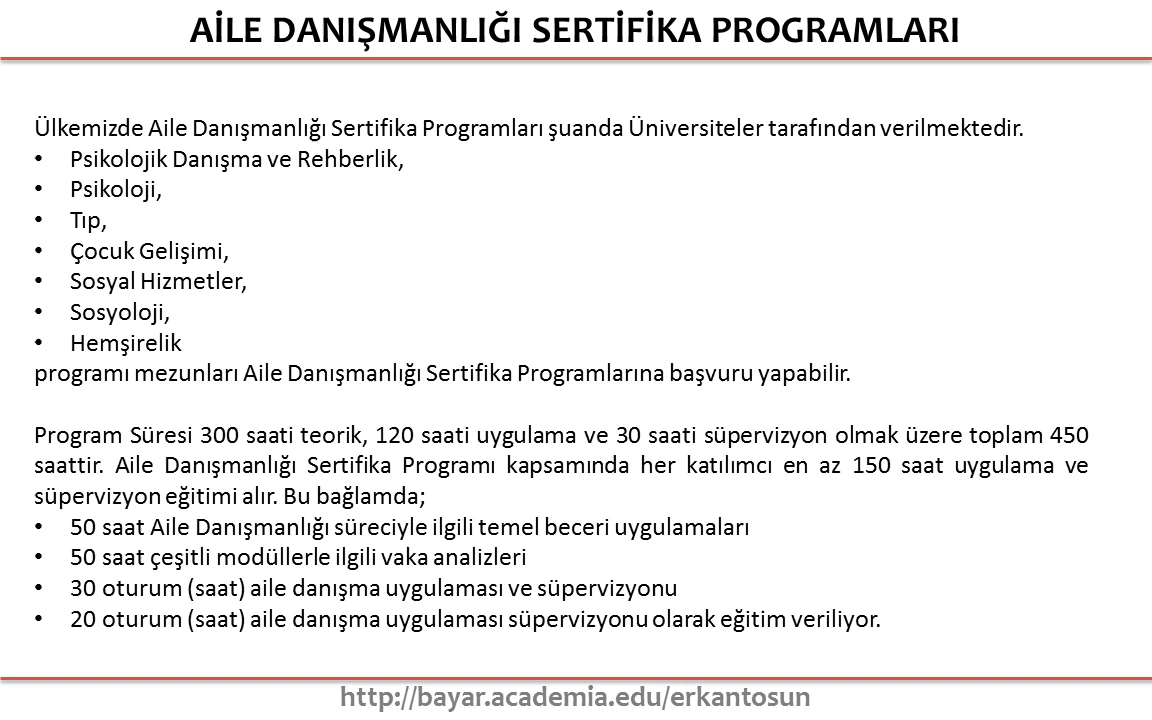 AİLE DANIŞMANLIĞI SERTİFİKA PROGRAMLARI
Ülkemizde Aile Danışmanlığı Sertifika Programları şuanda Üniversiteler tarafından verilmektedir.
• Psikolojik Danışma ve Rehberlik,
• Psikoloji,
• Tıp,
• Çocuk Gelişimi,
• Sosyal Hizmetler,
• Sosyoloji,
• Hemşirelik
programı mezunları Aile Danışmanlığı Sertifika Programlarına başvuru yapabilir.
Program Süresi 300 saati teorik, 120 saati uygulama ve 30 saati süpervizyon olmak üzere toplam 450
saattir. Aile Danışmanlığı Sertifika Programı kapsamında her katılımcı en az 150 saat uygulama ve
süpervizyon eğitimi alır. Bu bağlamda;
• 50 saat Aile Danışmanlığı süreciyle ilgili temel beceri uygulamaları
• 50 saat çeşitli modüllerle ilgili vaka analizleri
• 30 oturum (saat) aile danışma uygulaması ve süpervizyonu
• 20 oturum (saat) aile danışma uygulaması süpervizyonu olarak eğitim veriliyor.
http://bayar.academia.edu/erkantosun